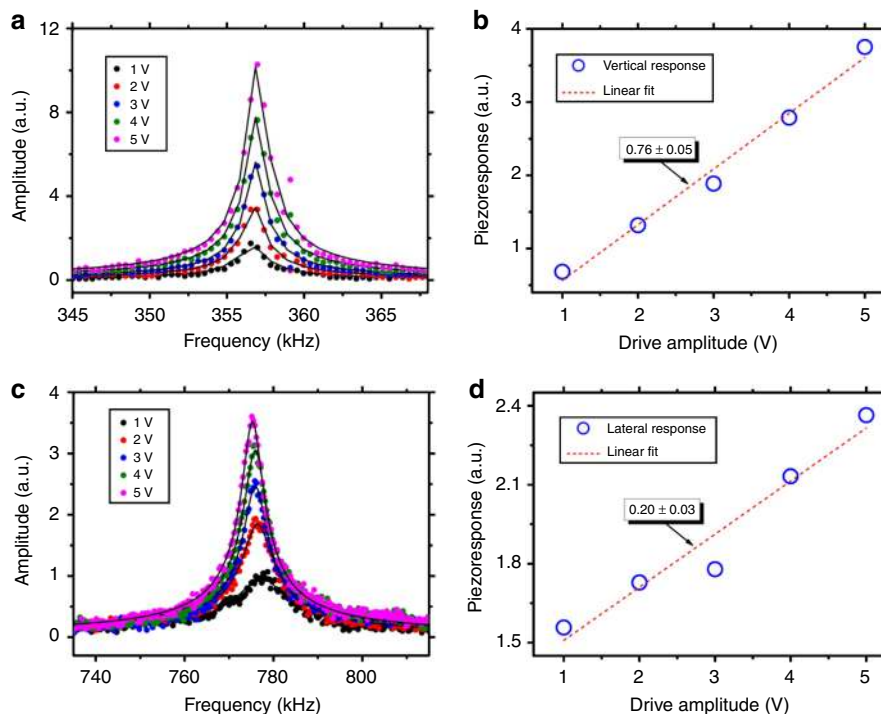 a
12
8
4
0
Amplitude (a.u.)
1 V
2 V
3 V
4 V
5 V
345
350
355
360
365
Frequency (kHz)
b
4
3
2
1
Piezoresponse (a.u.)
Vertical response
Linear fit
0.76 ± 0.05
1
2
3
4
5
Drive amplitude (V)
c
4
3
2
1
0
Amplitude (a.u.)
1 V
2 V
3 V
4 V
5 V
740
760
780
800
Frequency (kHz)
d
2.4
2.1
1.8
1.5
Piezoresponse (a.u.)
Lateral response
Linear fit
0.20 ± 0.03
1
2
3
4
5
Drive amplitude (V)